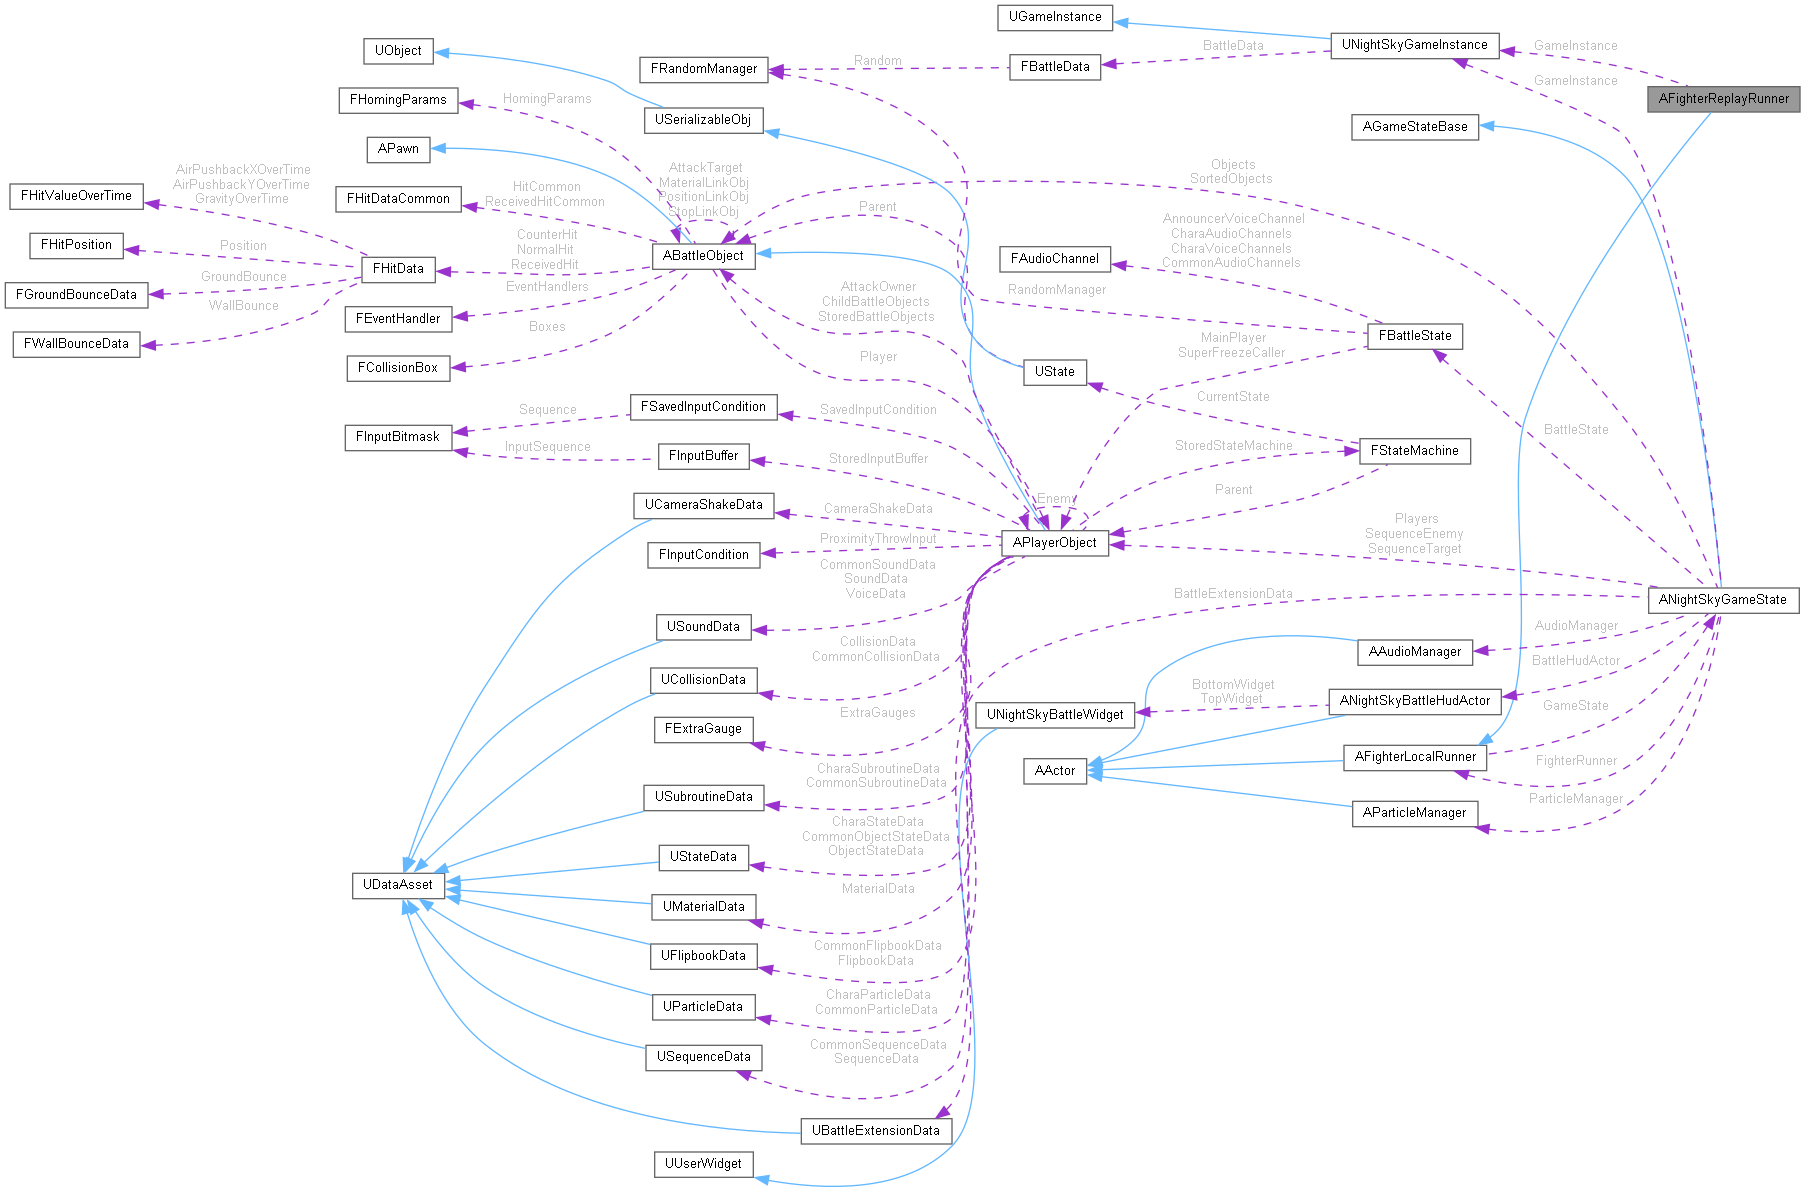 UGameInstance
UNightSkyGameInstance
GameInstance
BattleData
UObject
FRandomManager
Random
FBattleData
GameInstance
AFighterReplayRunner
FHomingParams
HomingParams
USerializableObj
AGameStateBase
APawn
AirPushbackXOverTime
AirPushbackYOverTime
GravityOverTime
FHitValueOverTime
FHitDataCommon
HitCommon
ReceivedHitCommon
AttackTarget
MaterialLinkObj
PositionLinkObj
StopLinkObj
Parent
Objects
SortedObjects
AnnouncerVoiceChannel
CharaAudioChannels
CharaVoiceChannels
CommonAudioChannels
FHitPosition
Position
CounterHit
NormalHit
ReceivedHit
ABattleObject
FAudioChannel
FHitData
GroundBounce
FGroundBounceData
EventHandlers
AttackOwner
ChildBattleObjects
StoredBattleObjects
RandomManager
WallBounce
FEventHandler
FWallBounceData
Boxes
FBattleState
MainPlayer
SuperFreezeCaller
FCollisionBox
Player
UState
CurrentState
FSavedInputCondition
Sequence
SavedInputCondition
FInputBitmask
InputSequence
FInputBuffer
StoredInputBuffer
StoredStateMachine
FStateMachine
BattleState
Parent
UCameraShakeData
CameraShakeData
Enemy
APlayerObject
FInputCondition
ProximityThrowInput
Players
SequenceEnemy
SequenceTarget
CommonSoundData
SoundData
VoiceData
BattleExtensionData
ANightSkyGameState
USoundData
AudioManager
AAudioManager
CollisionData
CommonCollisionData
UCollisionData
BattleHudActor
BottomWidget
TopWidget
ANightSkyBattleHudActor
GameState
UNightSkyBattleWidget
ExtraGauges
FExtraGauge
AFighterLocalRunner
FighterRunner
AActor
CharaSubroutineData
CommonSubroutineData
USubroutineData
ParticleManager
AParticleManager
CharaStateData
CommonObjectStateData
ObjectStateData
UStateData
UDataAsset
MaterialData
UMaterialData
CommonFlipbookData
FlipbookData
UFlipbookData
CharaParticleData
CommonParticleData
UParticleData
CommonSequenceData
SequenceData
USequenceData
UBattleExtensionData
UUserWidget